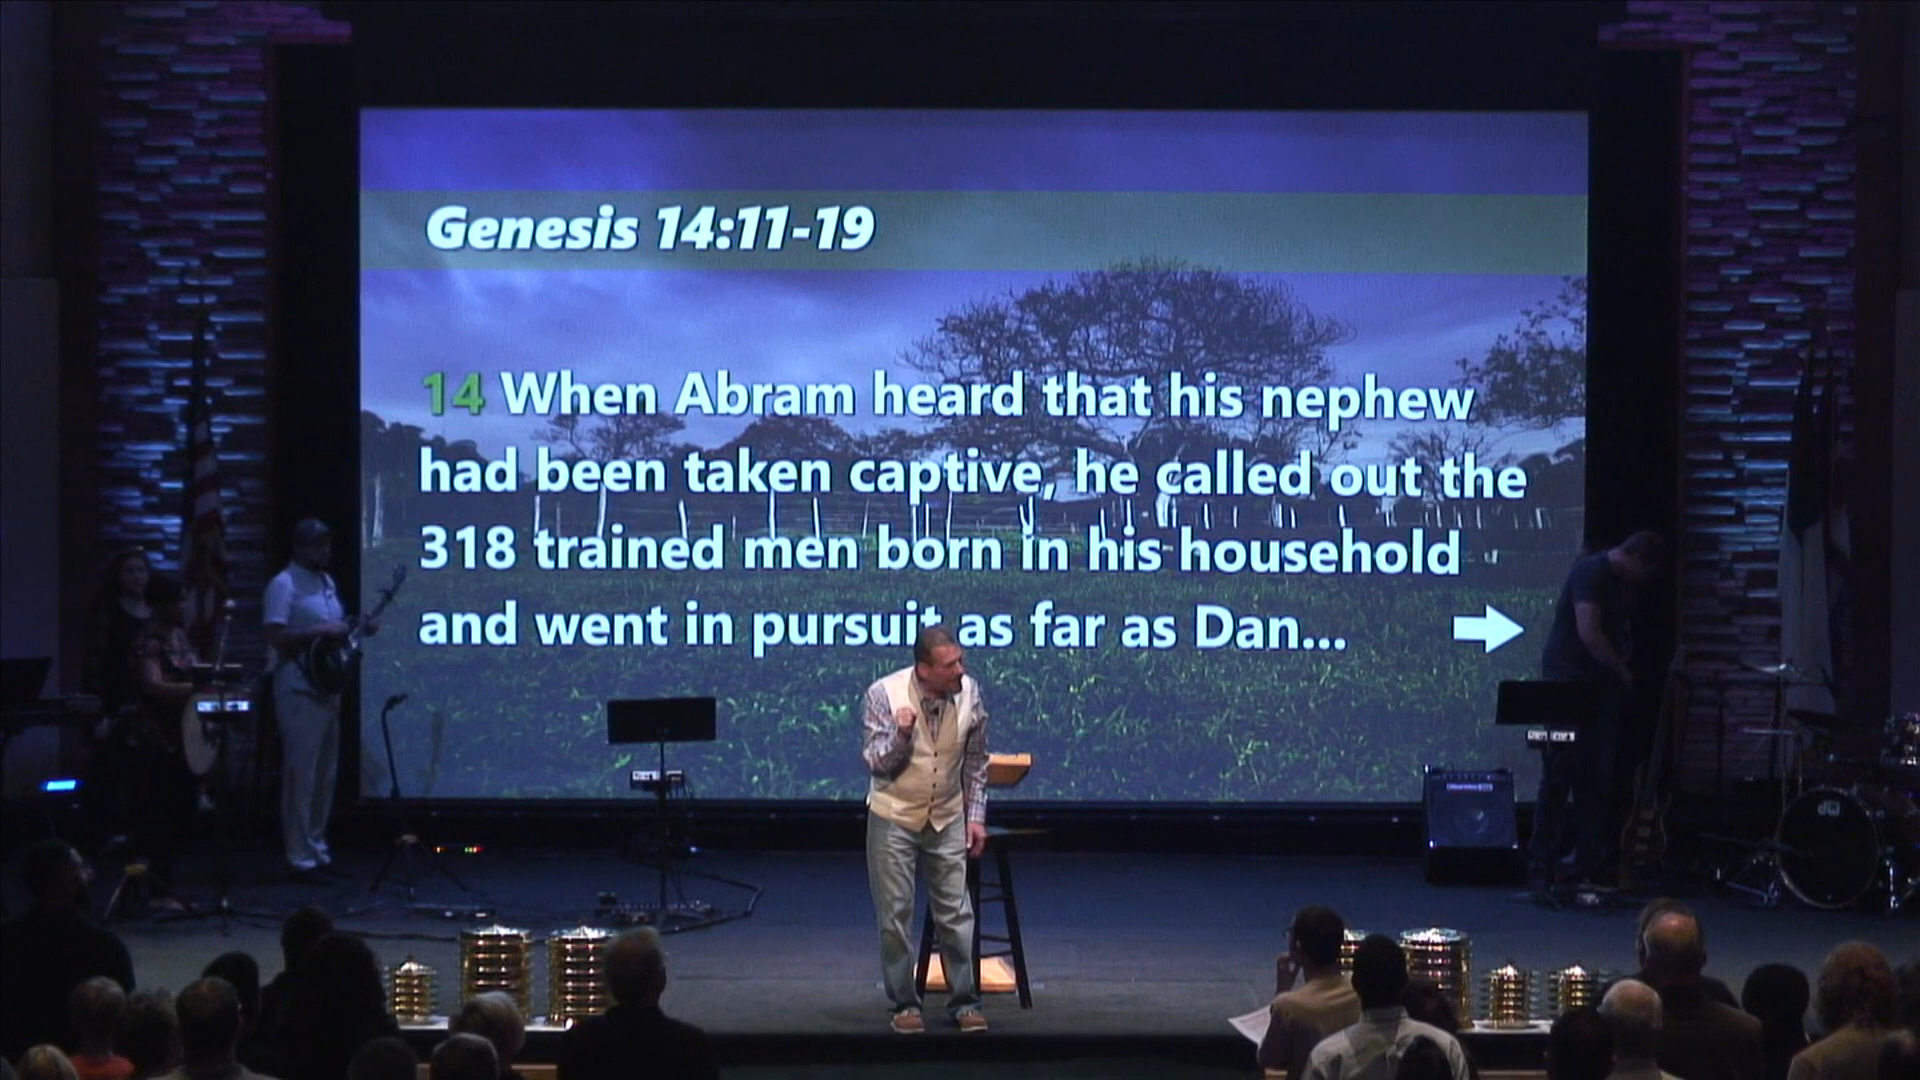 Genesis 14:11-19
14 When Abram heard that his nephew
had been taken captive, he called out the
318 trained men born in his household
and went in pursuit as far as Dan...
dw